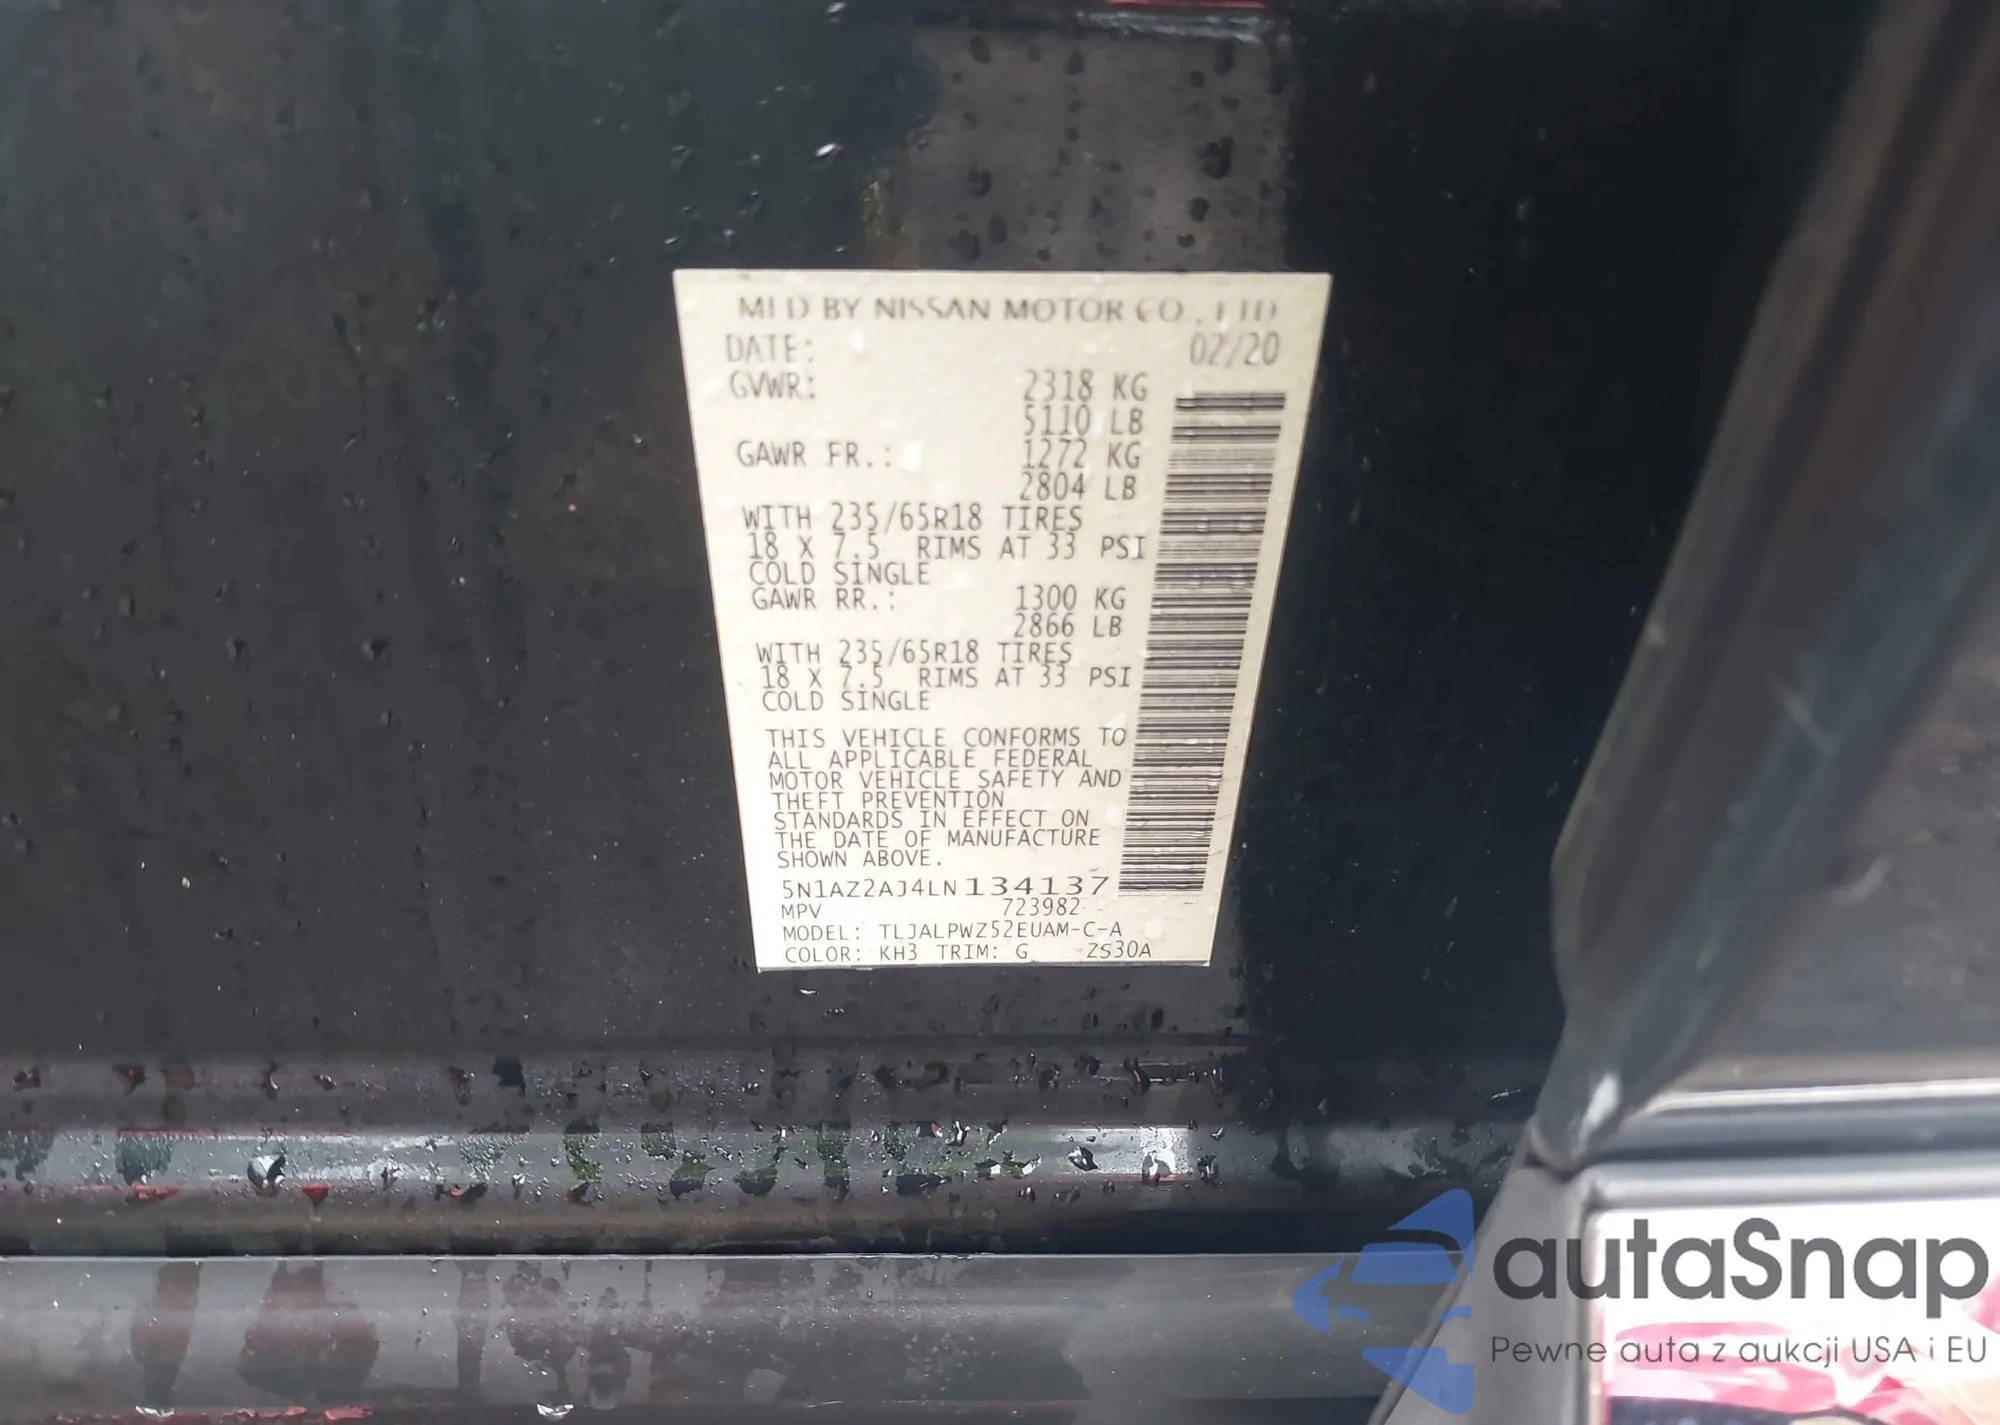 MFD BY NISSAN MOTOR CO., LTD
DATE: 02/20
GVWR: 2318 KG
5110 LB
GAWR FR.: 1272 KG
2804 LB
WITH 235/65R18 TIRES
18 X 7.5 RIMS AT 33 PSI
COLD SINGLE
GAWR RR.: 1300 KG
2866 LB
WITH 235/65R18 TIRES
18 X 7.5 RIMS AT 33 PSI
COLD SINGLE
THIS VEHICLE CONFORMS TO
ALL APPLICABLE FEDERAL
MOTOR VEHICLE SAFETY AND
THEFT PREVENTION
STANDARDS IN EFFECT ON
THE DATE OF MANUFACTURE
SHOWN ABOVE.
5N1AZ2AJ4LN134137
MPV 723982
MODEL: TLJALPWZ52EUAM-C-A
COLOR: KH3 TRIM: G ZS30A
autaSnap
Pewne auta z aukcji USA i EU